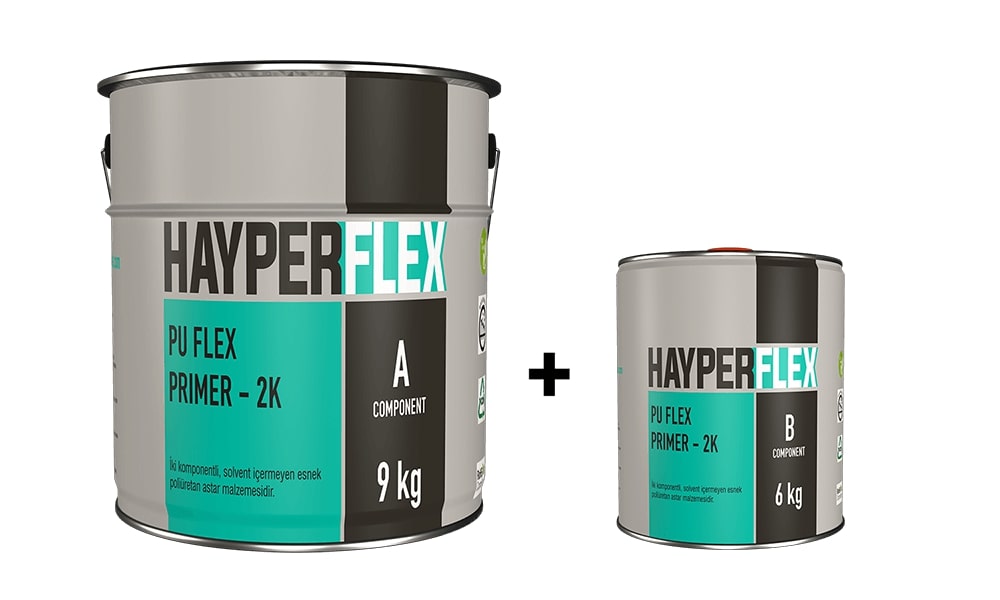 HAYPERFLEX
PU FLEX
PRIMER - 2K
A
COMPONENT
9 kg
İki komponentli, solvent içermeyen esnek
poliüretan astar malzemesidir.
+
HAYPERFLEX
PU FLEX
PRIMER - 2K
B
COMPONENT
6 kg
İki komponentli, solvent içermeyen esnek
poliüretan astar malzemesidir.